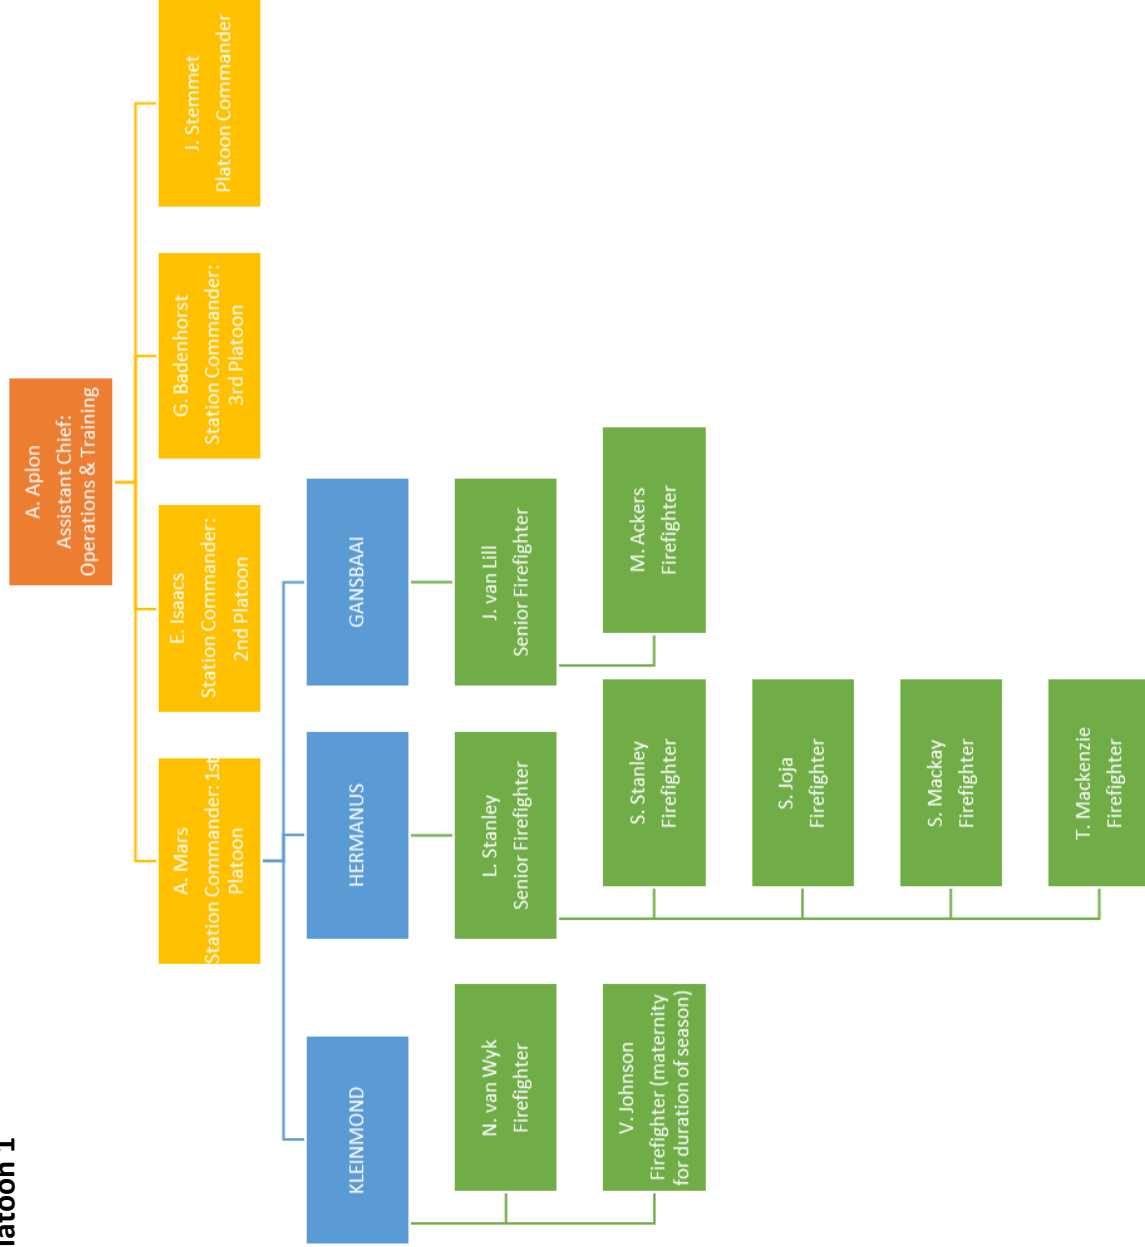 latoon 1
A. Aplon
Assistant Chief:
Operations & Training
A. Mars
Station Commander: 1st
Platoon
E. Isaacs
Station Commander:
2nd Platoon
G. Badenhorst
Station Commander:
3rd Platoon
J. Stemmet
Platoon Commander
KLEINMOND
HERMANUS
GANSBAAI
N. van Wyk
Firefighter
L. Stanley
Senior Firefighter
J. van Lill
Senior Firefighter
V. Johnson
Firefighter (maternity
for duration of season)
S. Stanley
Firefighter
M. Ackers
Firefighter
S. Joja
Firefighter
S. Mackay
Firefighter
T. Mackenzie
Firefighter